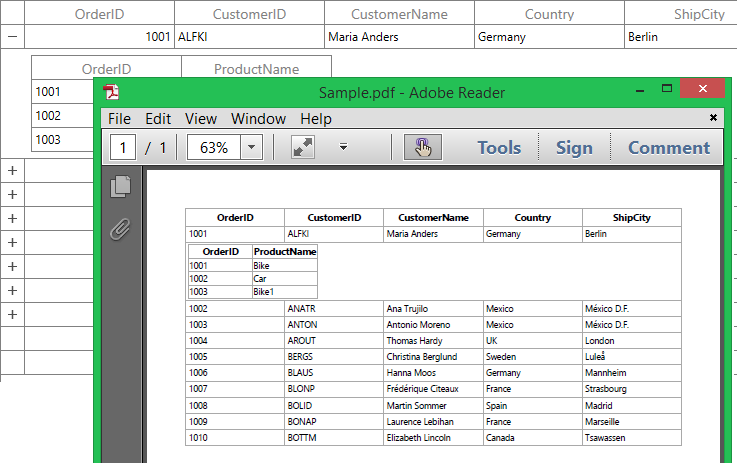 OrderID CustomerID CustomerName Country ShipCity
1001 ALFKI Maria Anders Germany Berlin
OrderID ProductName
1001
1002
1003
Sample.pdf - Adobe Reader
File Edit View Window Help
1 / 1 63% Tools Sign Comment
OrderID CustomerID CustomerName Country ShipCity
1001 ALFKI Maria Anders Germany Berlin
OrderID ProductName
1001 Bike
1002 Car
1003 Bike1
1002 ANATR Ana Trujilo Mexico México D.F.
1003 ANTON Antonio Moreno Mexico México D.F.
1004 AROUT Thomas Hardy UK London
1005 BERGS Christina Berglund Sweden Luleå
1006 BLAUS Hanna Moos Germany Mannheim
1007 BLONP Frédérique Citeaux France Strasbourg
1008 BOLID Martin Sommer Spain Madrid
1009 BONAP Laurence Lebihan France Marseille
1010 BOTTM Elizabeth Lincoln Canada Tsawassen